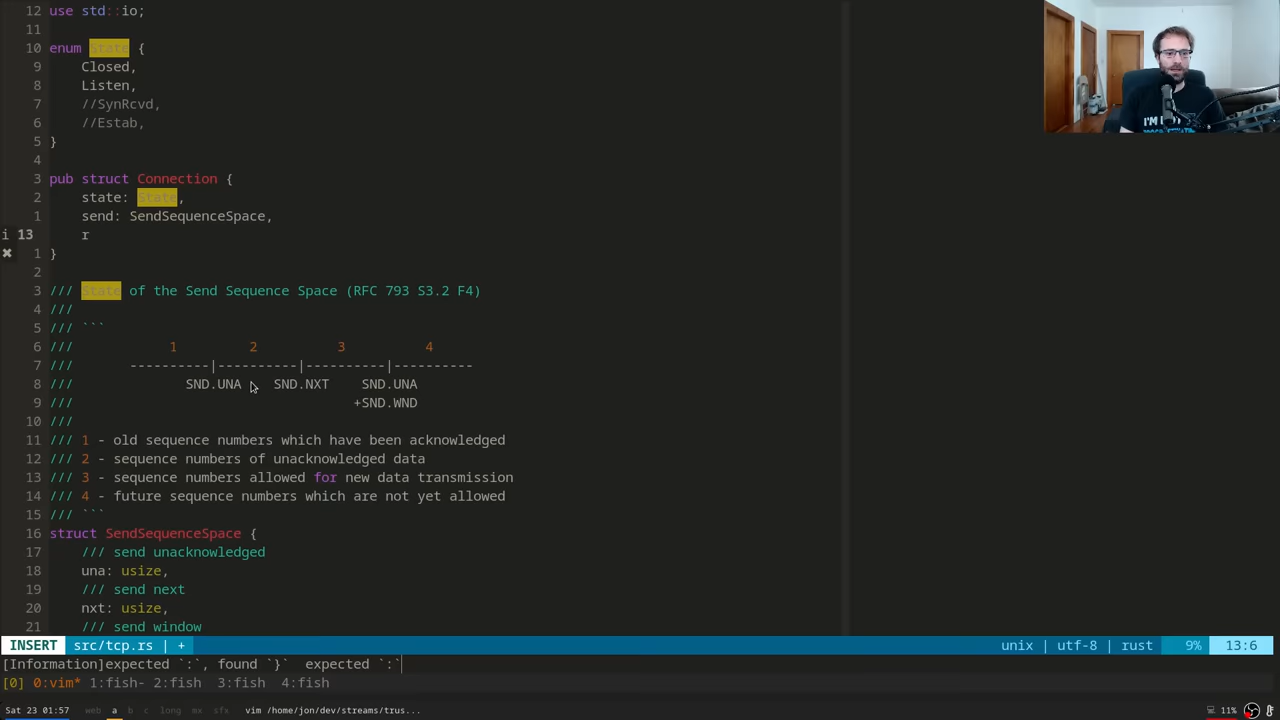 12 use std::io;
11
10 enum State {
9 Closed,
8 Listen,
7 //SynRcvd,
6 //Estab,
5 }
4
3 pub struct Connection {
2 state: State,
1 send: SendSequenceSpace,
i 13 r
✖ 1 }
2
3 /// State of the Send Sequence Space (RFC 793 S3.2 F4)
4 ///
5 /// ```
6 /// 1 2 3 4
7 /// ----------|----------|----------|----------
8 /// SND.UNA SND.NXT SND.UNA
9 /// +SND.WND
10 ///
11 /// 1 - old sequence numbers which have been acknowledged
12 /// 2 - sequence numbers of unacknowledged data
13 /// 3 - sequence numbers allowed for new data transmission
14 /// 4 - future sequence numbers which are not yet allowed
15 /// ```
16 struct SendSequenceSpace {
17 /// send unacknowledged
18 una: usize,
19 /// send next
20 nxt: usize,
21 /// send window
INSERT src/tcp.rs | + unix | utf-8 | rust 9% 13:6
[Information]expected `:`, found `}` expected `:`
[0] 0:vim* 1:fish- 2:fish 3:fish 4:fish
Sat 23 01:57 web a b c long mx sfx vim /home/jon/dev/streams/trus... 11%